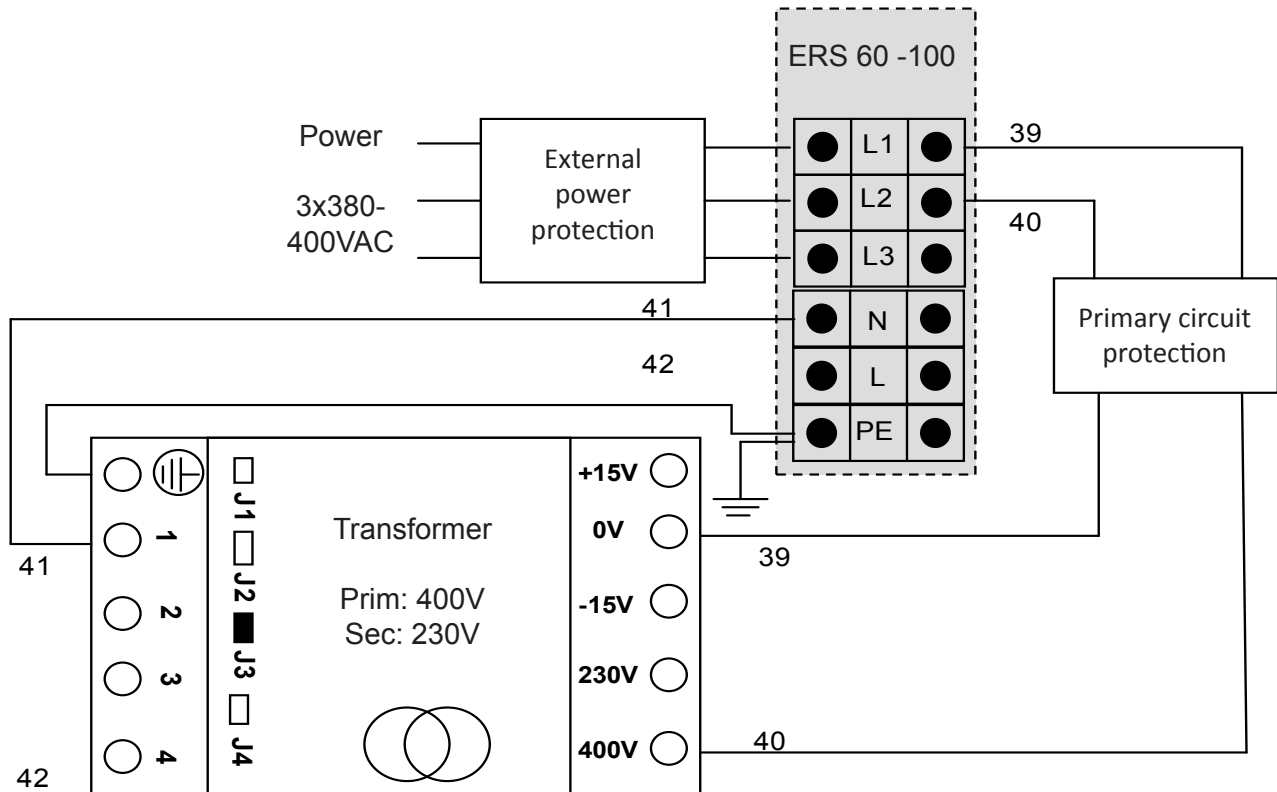 ERS 60 -100
Power
3x380-
400VAC
External
power
protection
L1
L2
L3
N
L
PE
39
40
41
42
Primary circuit
protection
Transformer
Prim: 400V
Sec: 230V
1
2
3
4
J1
J2
J3
J4
+15V
0V
-15V
230V
400V
41
42
39
40